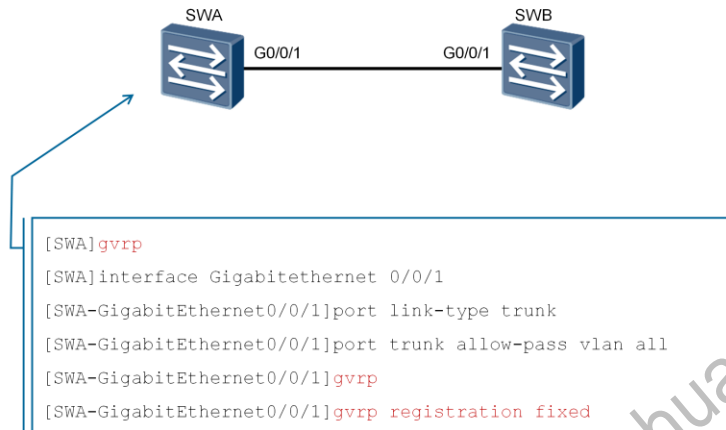 SWA SWB
G0/0/1 G0/0/1
[SWA]gvrp
[SWA]interface Gigabitethernet 0/0/1
[SWA-GigabitEthernet0/0/1]port link-type trunk
[SWA-GigabitEthernet0/0/1]port trunk allow-pass vlan all
[SWA-GigabitEthernet0/0/1]gvrp
[SWA-GigabitEthernet0/0/1]gvrp registration fixed
hua